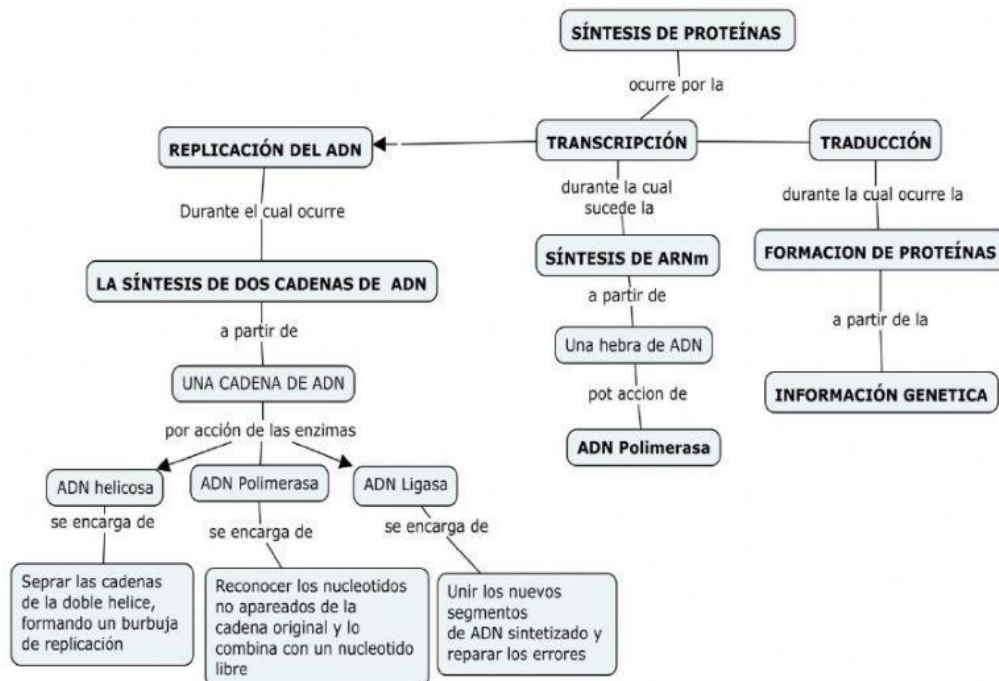 SÍNTESIS DE PROTEÍNAS
ocurre por la
REPLICACIÓN DEL ADN
TRANSCRIPCIÓN
TRADUCCIÓN
Durante el cual ocurre
durante la cual
sucede la
durante la cual ocurre la
LA SÍNTESIS DE DOS CADENAS DE ADN
SÍNTESIS DE ARNm
FORMACION DE PROTEÍNAS
a partir de
a partir de
a partir de la
UNA CADENA DE ADN
Una hebra de ADN
INFORMACIÓN GENETICA
por acción de las enzimas
pot accion de
ADN Polimerasa
ADN helicosa
ADN Polimerasa
ADN Ligasa
se encarga de
se encarga de
se encarga de
Seprar las cadenas
de la doble helice,
formando un burbuja
de replicación
Reconocer los nucleotidos
no apareados de la
cadena original y lo
combina con un nucleotido
libre
Unir los nuevos
segmentos
de ADN sintetizado y
reparar los errores